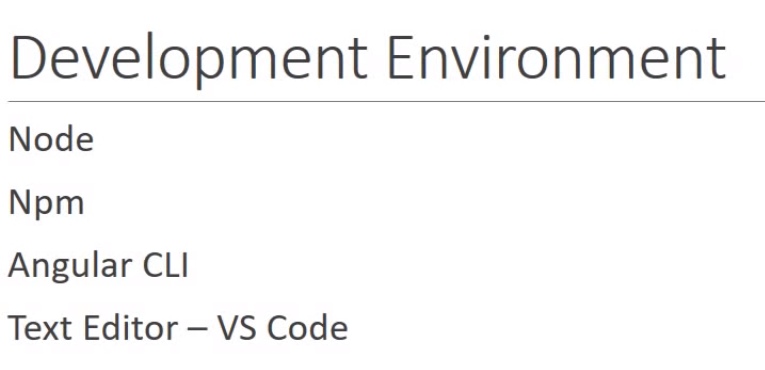 Development Environment
Node
Npm
Angular CLI
Text Editor – VS Code